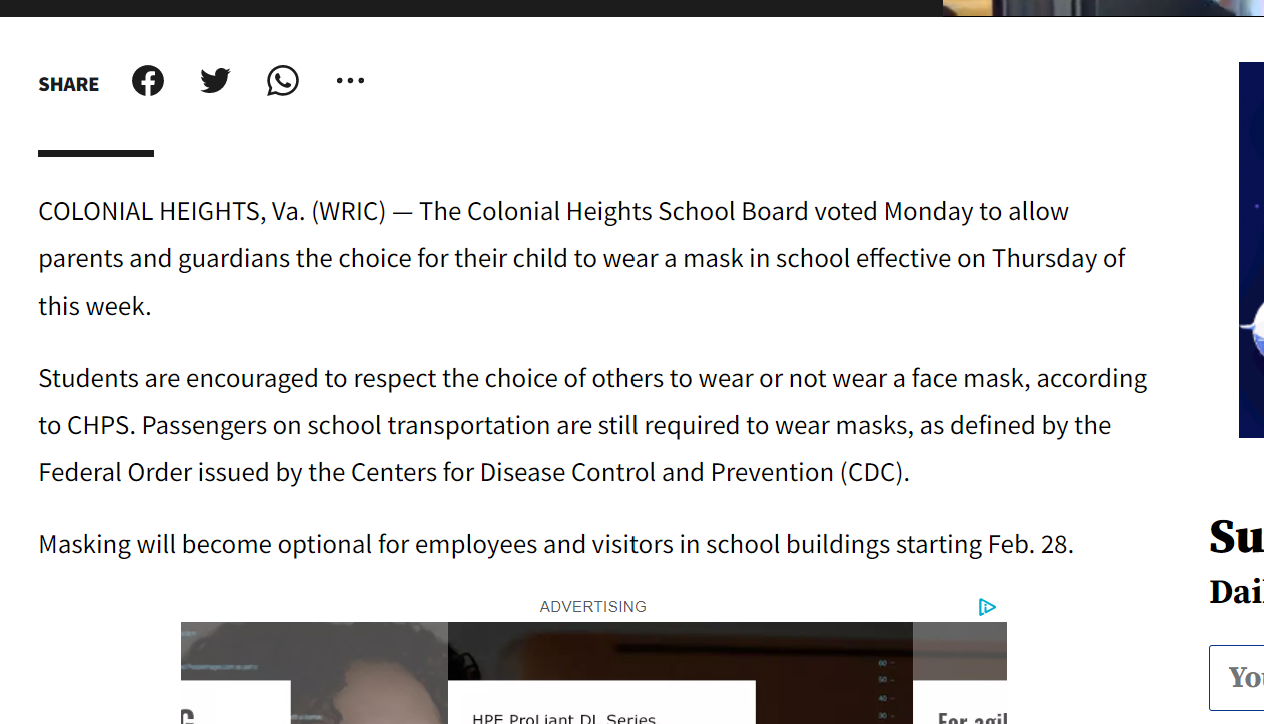 SHARE
COLONIAL HEIGHTS, Va. (WRIC) — The Colonial Heights School Board voted Monday to allow
parents and guardians the choice for their child to wear a mask in school effective on Thursday of
this week.
Students are encouraged to respect the choice of others to wear or not wear a face mask, according
to CHPS. Passengers on school transportation are still required to wear masks, as defined by the
Federal Order issued by the Centers for Disease Control and Prevention (CDC).
Masking will become optional for employees and visitors in school buildings starting Feb. 28.
Su
Dail
You
ADVERTISING
60
50
40
30
G
HPE ProLiant DL Series
For agil